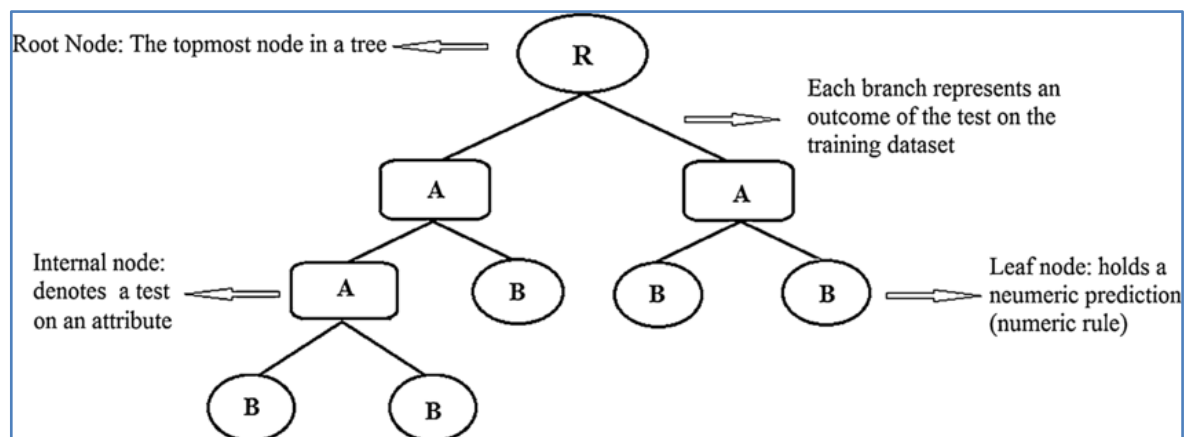 Root Node: The topmost node in a tree
R
Each branch represents an
outcome of the test on the
training dataset
A
A
Internal node:
denotes a test
on an attribute
A
B
B
B
Leaf node: holds a
neumeric prediction
(numeric rule)
B
B